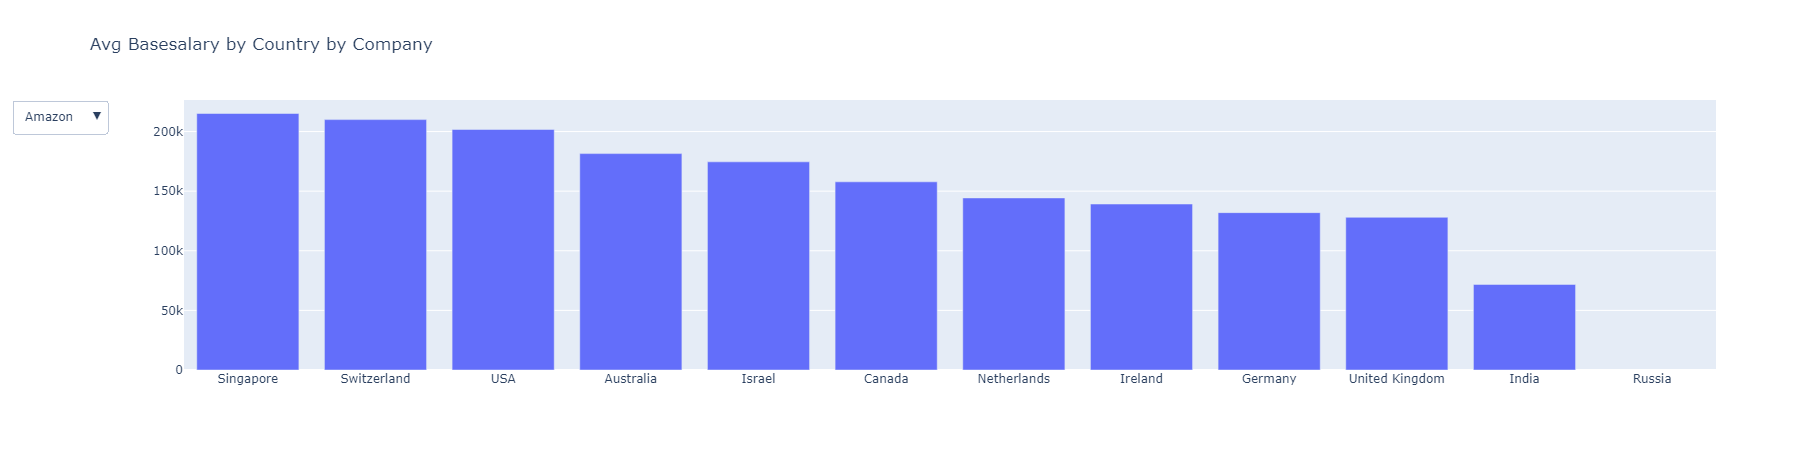 Avg Basesalary by Country by Company
Amazon ▼
200k
150k
100k
50k
0
Singapore Switzerland USA Australia Israel Canada Netherlands Ireland Germany United Kingdom India Russia